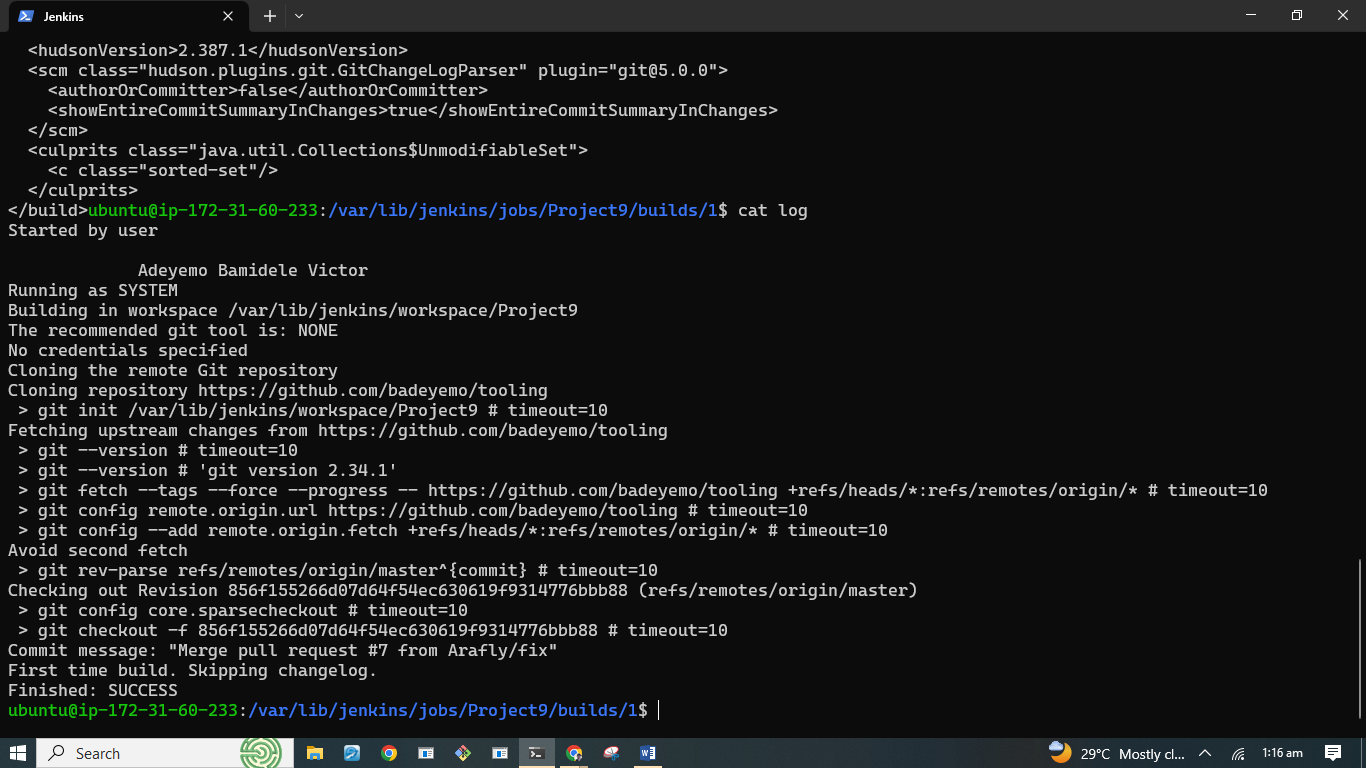 Jenkins
<hudsonVersion>2.387.1</hudsonVersion>
<scm class="hudson.plugins.git.GitChangeLogParser" plugin="git@5.0.0">
<authorOrCommitter>false</authorOrCommitter>
<showEntireCommitSummaryInChanges>true</showEntireCommitSummaryInChanges>
</scm>
<culprits class="java.util.Collections$UnmodifiableSet">
<c class="sorted-set"/>
</culprits>
</build>ubuntu@ip-172-31-60-233:/var/lib/jenkins/jobs/Project9/builds/1$ cat log
Started by user
Adeyemo Bamidele Victor
Running as SYSTEM
Building in workspace /var/lib/jenkins/workspace/Project9
The recommended git tool is: NONE
No credentials specified
Cloning the remote Git repository
Cloning repository https://github.com/badeyemo/tooling
> git init /var/lib/jenkins/workspace/Project9 # timeout=10
Fetching upstream changes from https://github.com/badeyemo/tooling
> git --version # timeout=10
> git --version # 'git version 2.34.1'
> git fetch --tags --force --progress -- https://github.com/badeyemo/tooling +refs/heads/*:refs/remotes/origin/* # timeout=10
> git config remote.origin.url https://github.com/badeyemo/tooling # timeout=10
> git config --add remote.origin.fetch +refs/heads/*:refs/remotes/origin/* # timeout=10
Avoid second fetch
> git rev-parse refs/remotes/origin/master^{commit} # timeout=10
Checking out Revision 856f155266d07d64f54ec630619f9314776bbb88 (refs/remotes/origin/master)
> git config core.sparsecheckout # timeout=10
> git checkout -f 856f155266d07d64f54ec630619f9314776bbb88 # timeout=10
Commit message: "Merge pull request #7 from Arafly/fix"
First time build. Skipping changelog.
Finished: SUCCESS
ubuntu@ip-172-31-60-233:/var/lib/jenkins/jobs/Project9/builds/1$
Search
29°C Mostly cl...
1:16 am